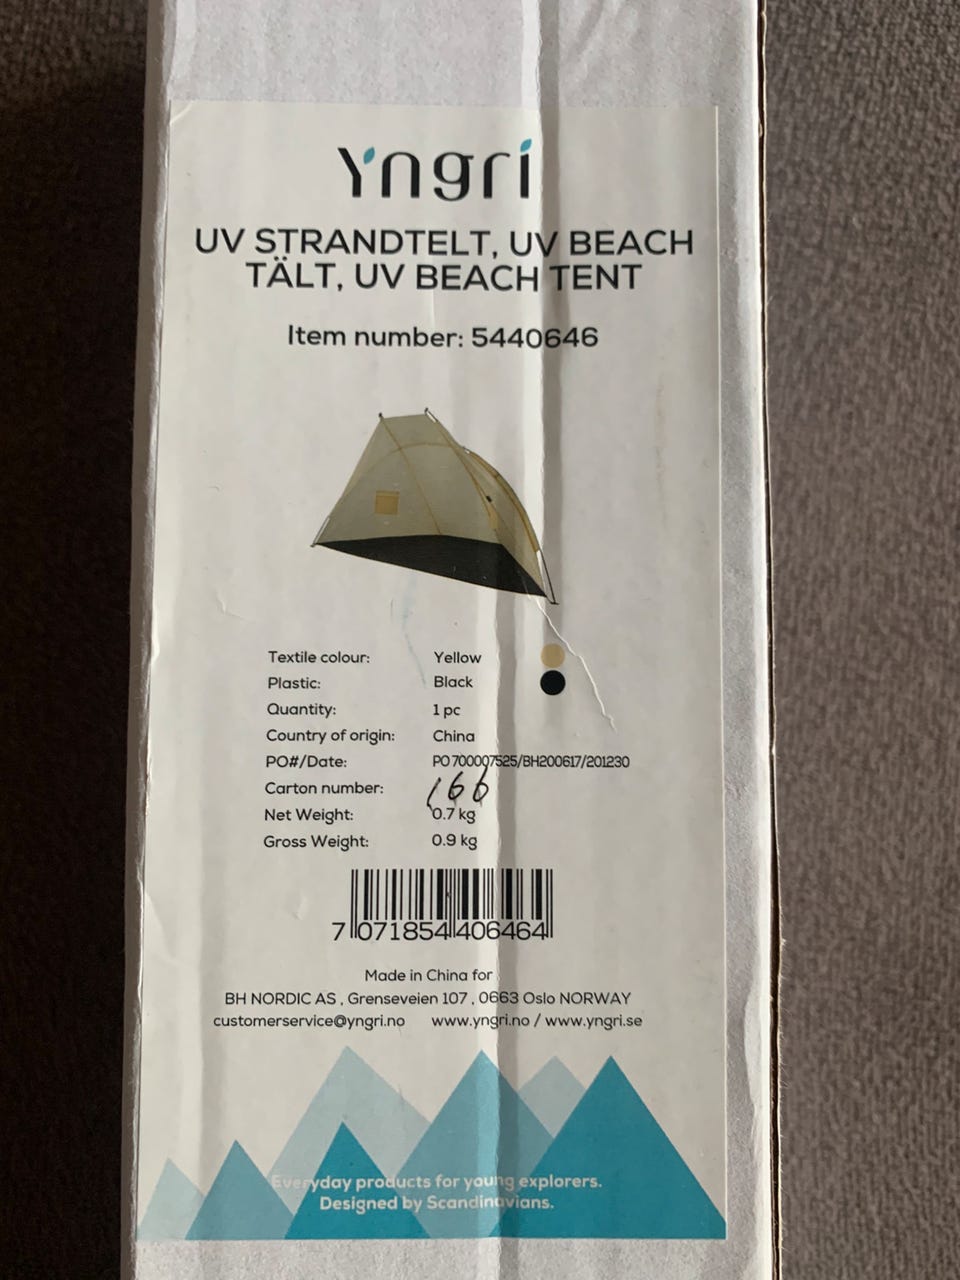 Yngri
UV STRANDTELT, UV BEACH
TÄLT, UV BEACH TENT
Item number: 5440646
Textile colour: Yellow
Plastic: Black
Quantity: 1 pc
Country of origin: China
PO#/Date: PO 700007525/BH200617/201230
Carton number: 166
Net Weight: 0.7 kg
Gross Weight: 0.9 kg
7 071854 406464
Made in China for
BH NORDIC AS , Grenseveien 107 , 0663 Oslo NORWAY
customerservice@yngri.no www.yngri.no / www.yngri.se
Everyday products for young explorers.
Designed by Scandinavians.